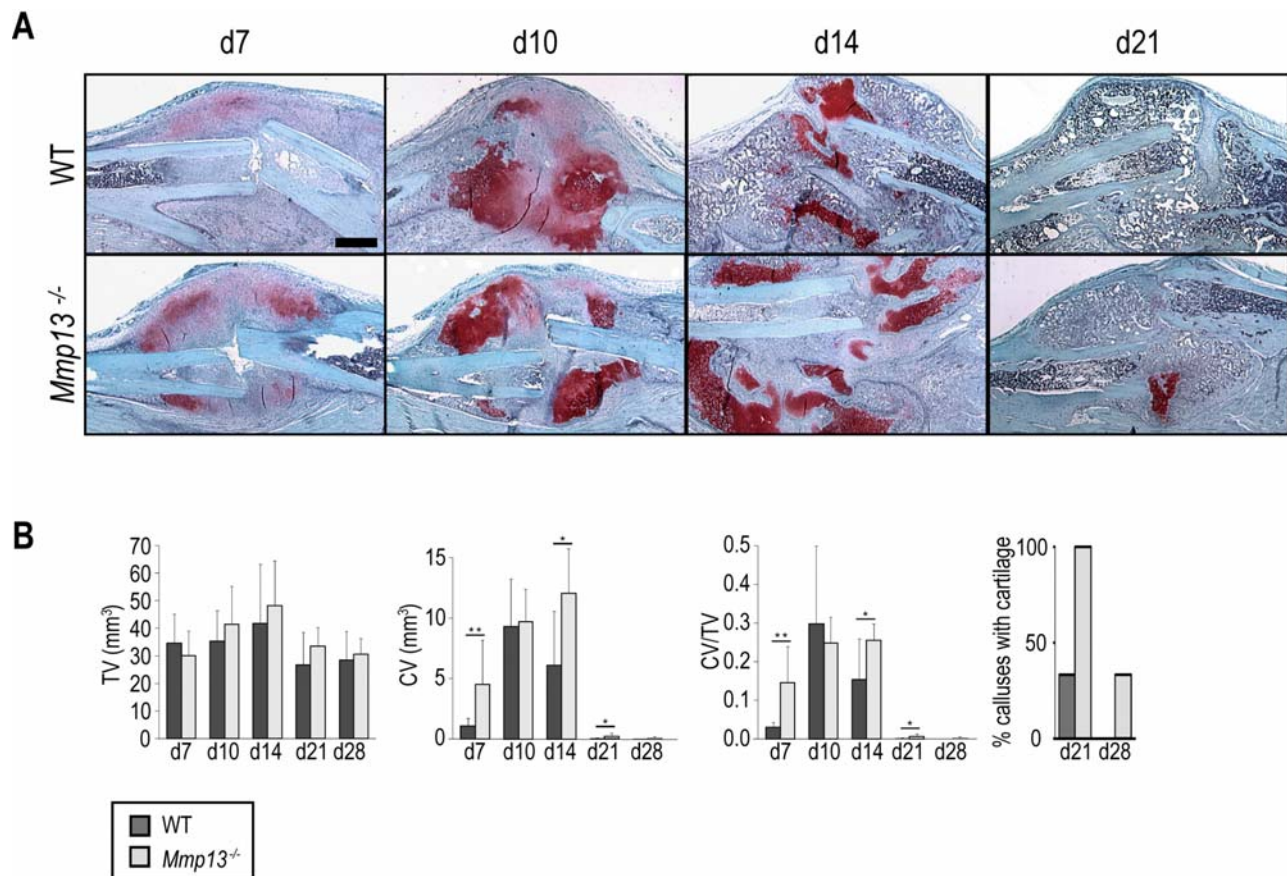 A
d7 d10 d14 d21
WT
Mmp13 -/-
B
TV (mm³)
70
60
50
40
30
20
10
0
d7 d10 d14 d21 d28
CV (mm³)
15
10
5
0
** *
*
d7 d10 d14 d21 d28
CV/TV
0.5
0.4
0.3
0.2
0.1
0.0
** *
*
d7 d10 d14 d21 d28
% calluses with cartilage
100
50
0
d21 d28
WT
Mmp13-/-